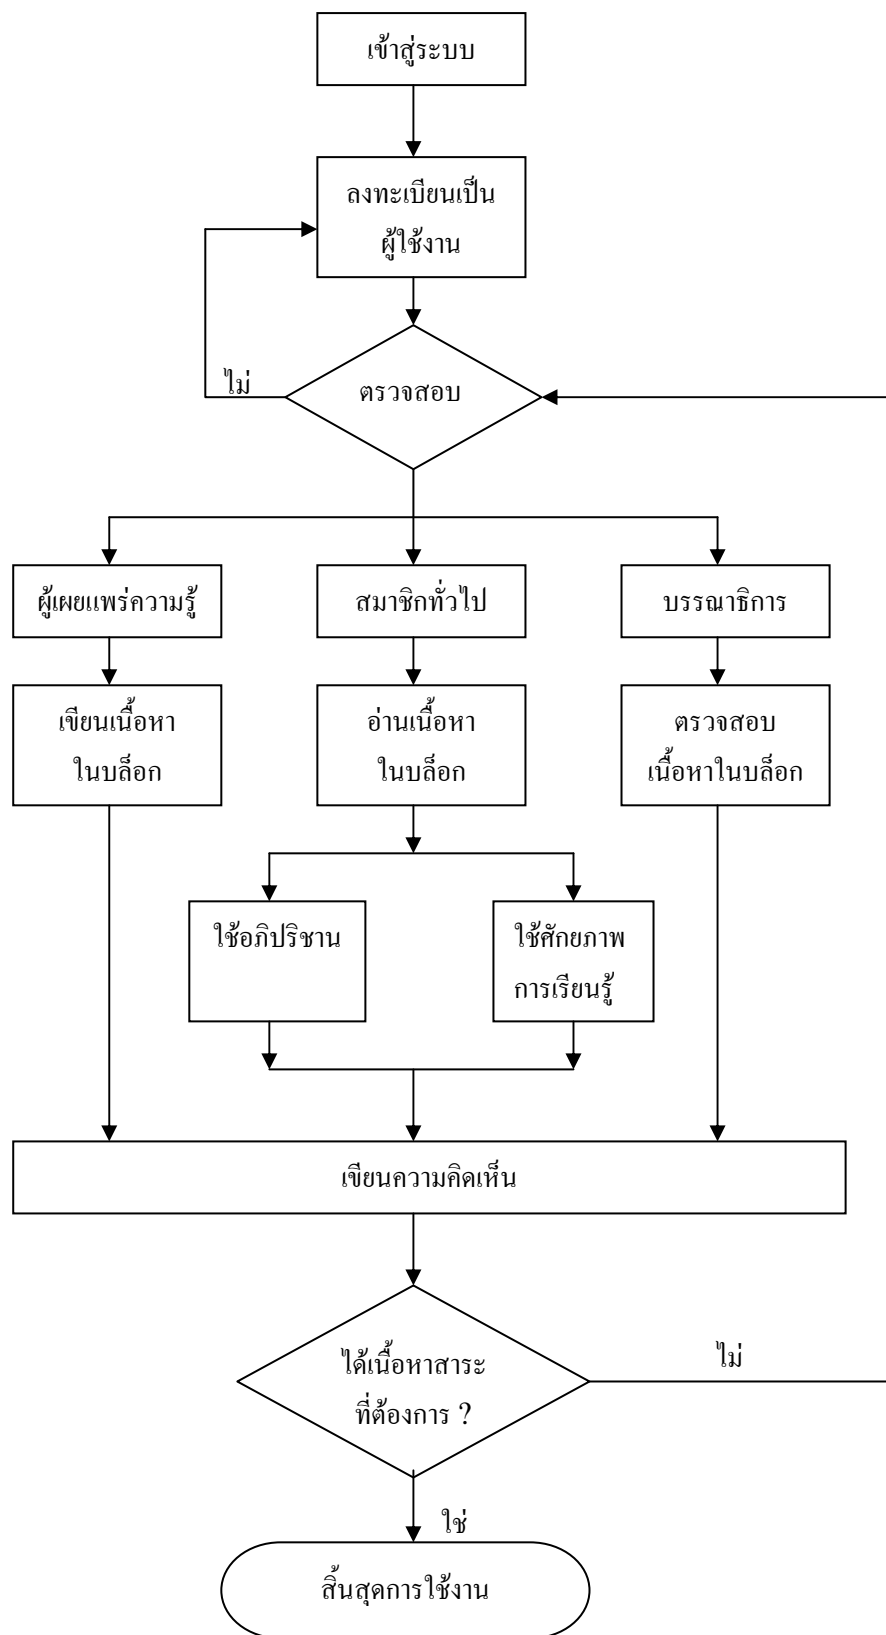 เข้าสู่ระบบ
ลงทะเบียนเป็น
ผู้ใช้งาน
ไม่
ตรวจสอบ
ผู้เผยแพร่ความรู้
สมาชิกทั่วไป
บรรณาธิการ
เขียนเนื้อหา
ในบล็อก
อ่านเนื้อหา
ในบล็อก
ตรวจสอบ
เนื้อหาในบล็อก
ใช้อภิปริชาน
ใช้ศักยภาพ
การเรียนรู้
เขียนความคิดเห็น
ได้เนื้อหาสาระ
ที่ต้องการ ?
ไม่
ใช่
สิ้นสุดการใช้งาน